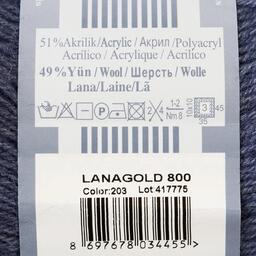 51%Akrilik/Acrylic/Акрил/Polyacryl
Acrílico/Acrylique/Acrilico
49%Yün/Wool/Шерсть/Wolle
Lana/Laine/Lã
1-2
Nm 8
10x10
3
45
35
LANAGOLD 800
Color:203 Lot 417775
8 697678 034455 >